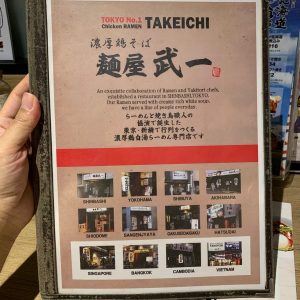 TOKYO No.1
Chicken RAMEN
TAKEICHI
濃厚鶏そば
麺屋 武一
An exquisite collaboration of Ramen and Yakitori chefs,
established a restaurant in SHINBASHI,TOKYO.
Our Ramen served with creamy rich white soup,
we have a line of people everyday.
らーめんと焼き鳥職人の
協演で誕生した
東京・新橋で行列をつくる
濃厚鶏白湯らーめん専門店です
SHINBASHI
YOKOHAMA
SHIBUYA
AKIHABARA
SHIODOME
SANGENJYAYA
HATSUDAI
SINGAPORE
BANGKOK
CAMBODIA
VIETNAM